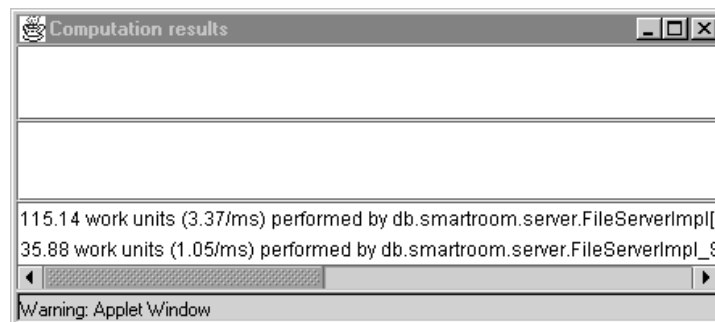 Computation results
115.14 work units (3.37/ms) performed by db.smartroom.server.FileServerImpl[
35.88 work units (1.05/ms) performed by db.smartroom.server.FileServerImpl_S
Warning: Applet Window